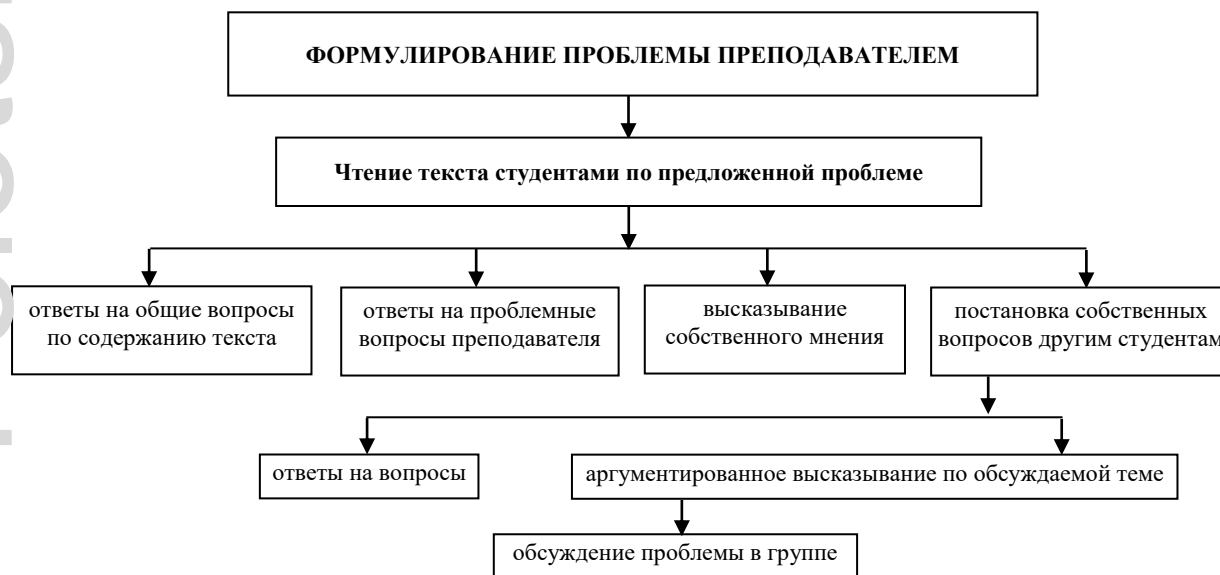 ФОРМУЛИРОВАНИЕ ПРОБЛЕМЫ ПРЕПОДАВАТЕЛЕМ
Чтение текста студентами по предложенной проблеме
ответы на общие вопросы
по содержанию текста
ответы на проблемные
вопросы преподавателя
высказывание
собственного мнения
постановка собственных
вопросов другим студентам
ответы на вопросы
аргументированное высказывание по обсуждаемой теме
обсуждение проблемы в группе